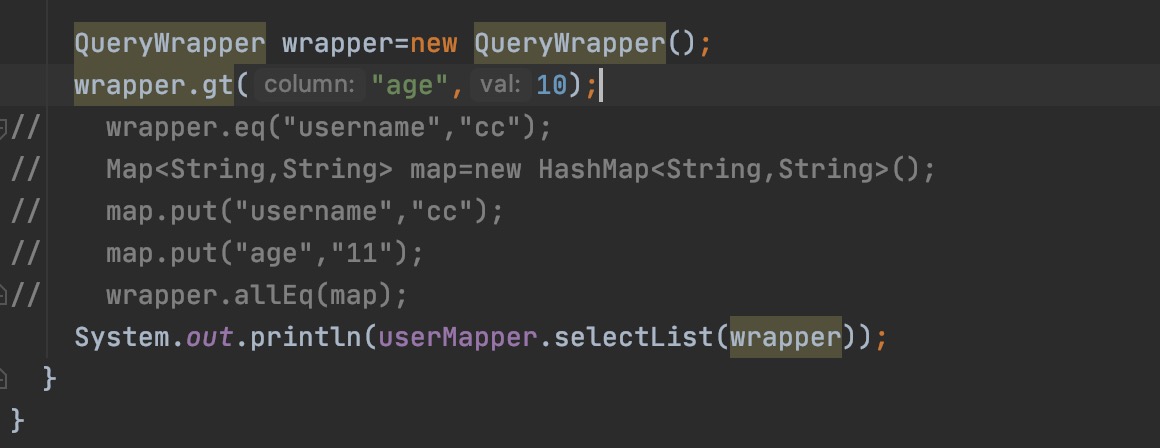 QueryWrapper wrapper=new QueryWrapper();
wrapper.gt( column: "age", val: 10);
// wrapper.eq("username","cc");
// Map<String,String> map=new HashMap<String,String>();
// map.put("username","cc");
// map.put("age","11");
// wrapper.allEq(map);
System.out.println(userMapper.selectList(wrapper));
}
}